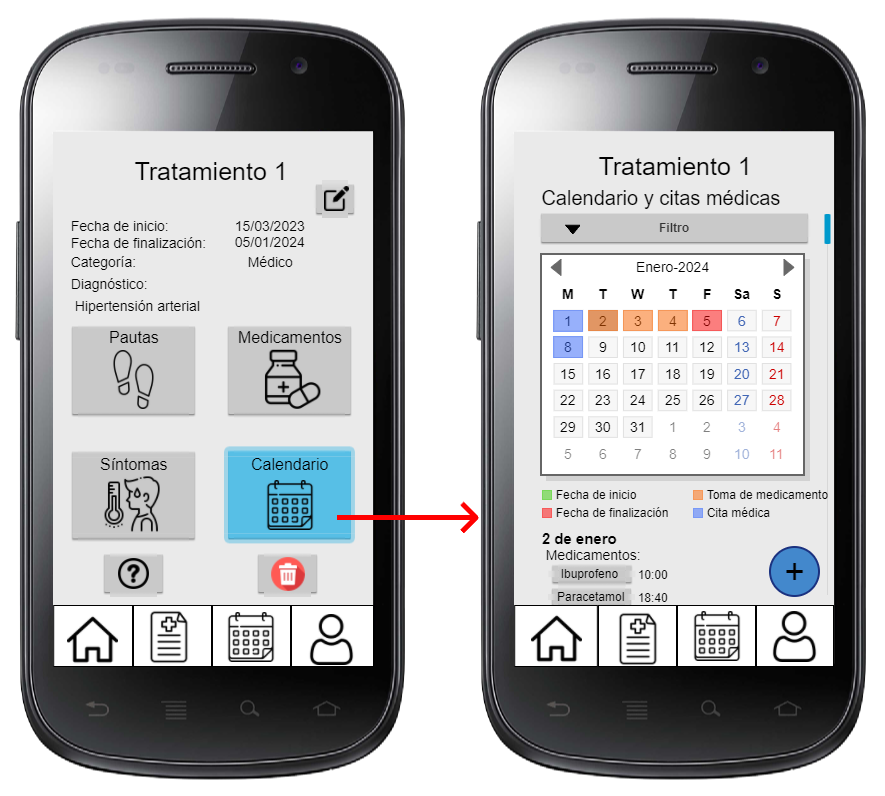 Tratamiento 1
Fecha de inicio: 15/03/2023
Fecha de finalización: 05/01/2024
Categoría: Médico
Diagnóstico:
Hipertensión arterial
Pautas Medicamentos
Síntomas Calendario
Tratamiento 1
Calendario y citas médicas
Filtro
Enero-2024
M T W T F Sa S
1 2 3 4 5 6 7
8 9 10 11 12 13 14
15 16 17 18 19 20 21
22 23 24 25 26 27 28
29 30 31 1 2 3 4
5 6 7 8 9 10 11
Fecha de inicio Toma de medicamento
Fecha de finalización Cita médica
2 de enero
Medicamentos:
Ibuprofeno 10:00
Paracetamol 18:40